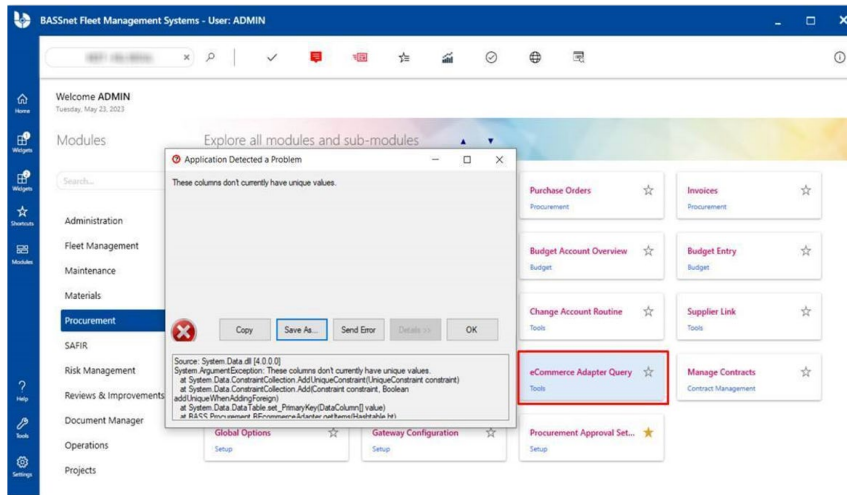 BASSnet Fleet Management Systems - User: ADMIN
Home
Widgets
Widgets
Shortcuts
Modules
Help
Tools
Settings
Welcome ADMIN
Tuesday, May 23, 2023
Modules
Search...
Administration
Fleet Management
Maintenance
Materials
Procurement
SAFIR
Risk Management
Reviews & Improvements
Document Manager
Operations
Projects
Explore all modules and sub-modules
Application Detected a Problem
These columns don't currently have unique values.
Copy
Save As...
Send Error
Details >>
OK
Source: System.Data.dll [4.0.0.0]
System.ArgumentException: These columns don't currently have unique values.
at System.Data.ConstraintCollection.AddUniqueConstraint(UniqueConstraint constraint)
at System.Data.ConstraintCollection.Add(Constraint constraint, Boolean
addUniqueWhenAddingForeign)
at System.Data.DataTable.set_PrimaryKey(DataColumn[] value)
at BASS.Procurement.BEcommerceAdapter.getItems(Hashtable ht)
Purchase Orders
Procurement
Invoices
Procurement
Budget Account Overview
Budget
Budget Entry
Budget
Change Account Routine
Tools
Supplier Link
Tools
eCommerce Adapter Query
Tools
Manage Contracts
Contract Management
Global Options
Setup
Gateway Configuration
Setup
Procurement Approval Set...
Setup